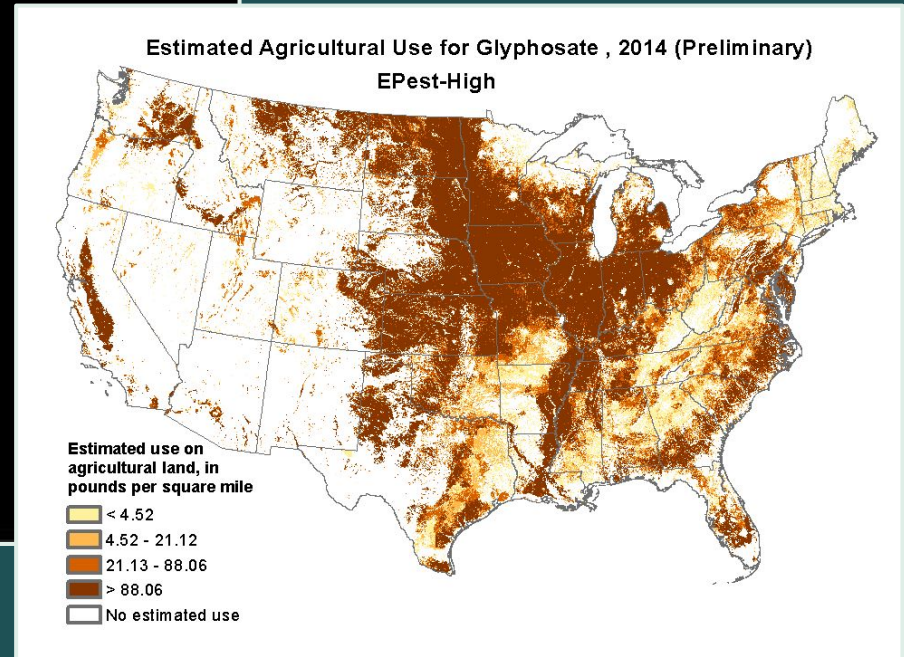 Estimated Agricultural Use for Glyphosate , 2014 (Preliminary)
EPest-High
Estimated use on
agricultural land, in
pounds per square mile
< 4.52
4.52 - 21.12
21.13 - 88.06
> 88.06
No estimated use